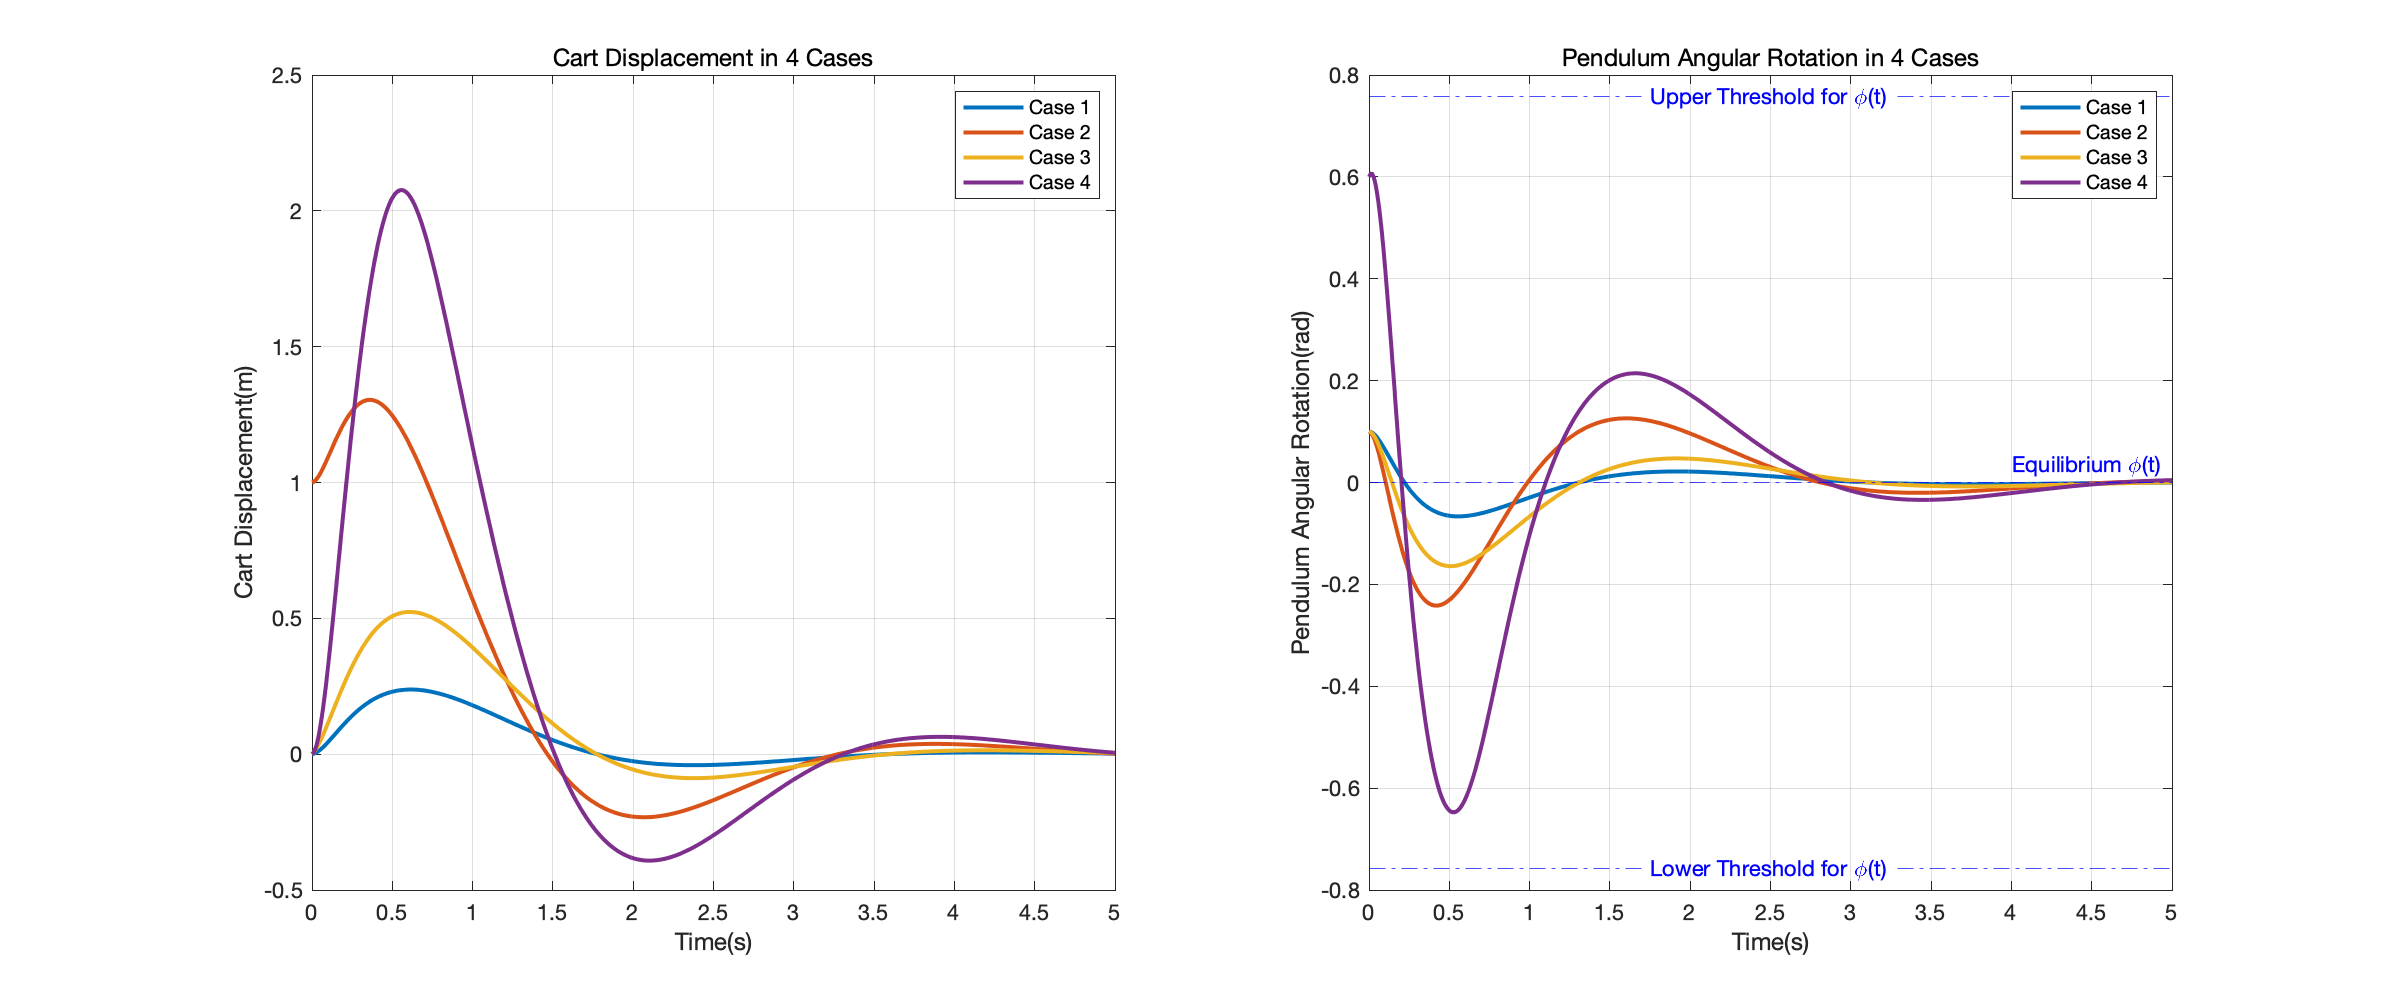 Cart Displacement in 4 Cases
2.5
2
1.5
1
0.5
0
-0.5
Cart Displacement(m)
Case 1
Case 2
Case 3
Case 4
0 0.5 1 1.5 2 2.5 3 3.5 4 4.5 5
Time(s)
Pendulum Angular Rotation in 4 Cases
0.8
0.6
0.4
0.2
0
-0.2
-0.4
-0.6
-0.8
Pendulum Angular Rotation(rad)
Upper Threshold for ϕ(t)
Case 1
Case 2
Case 3
Case 4
Equilibrium ϕ(t)
Lower Threshold for ϕ(t)
0 0.5 1 1.5 2 2.5 3 3.5 4 4.5 5
Time(s)